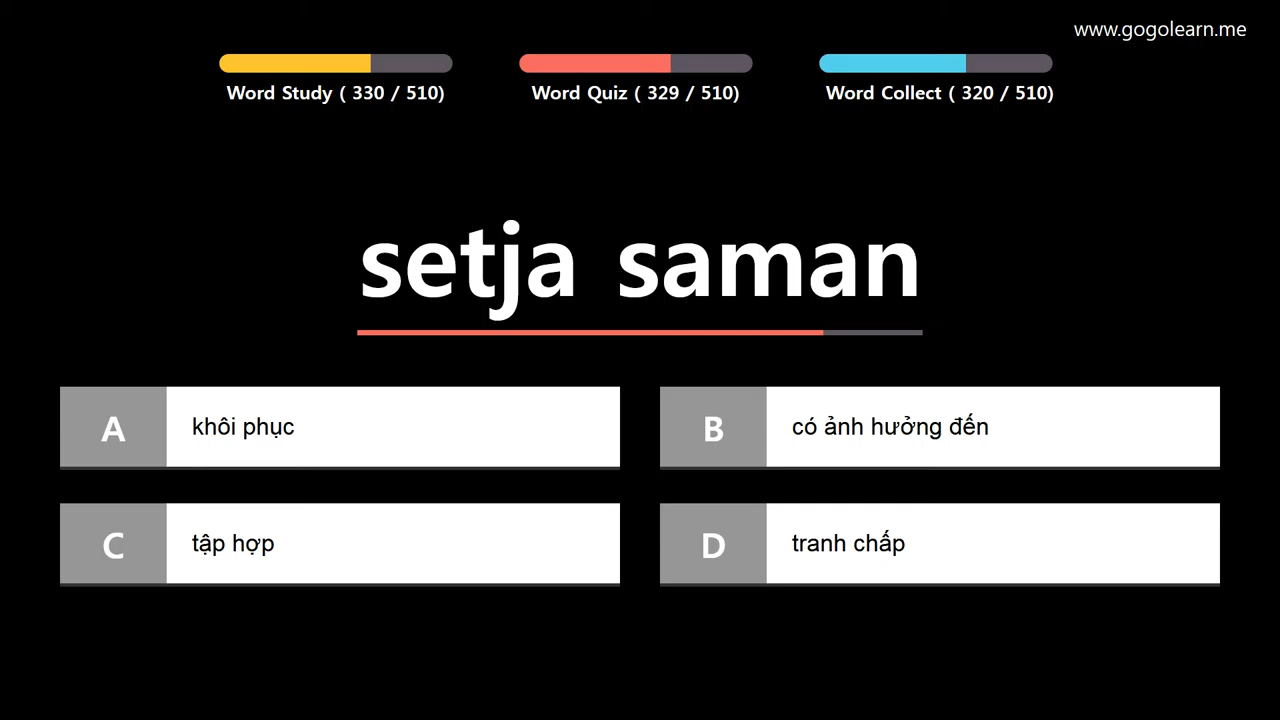 www.gogolearn.me
Word Study ( 330 / 510)
Word Quiz ( 329 / 510)
Word Collect ( 320 / 510)
setja saman
A
khôi phục
B
có ảnh hưởng đến
C
tập hợp
D
tranh chấp